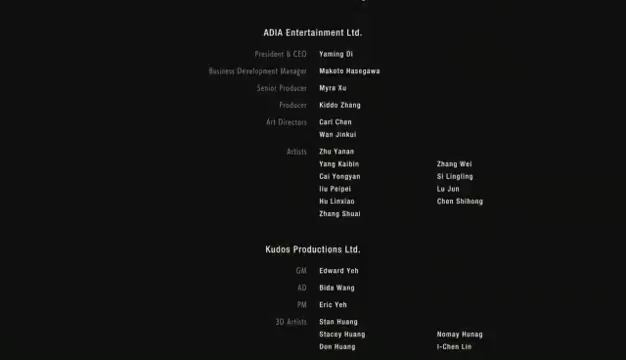 ADIA Entertainment Ltd.
President & CEO Yaming Di
Business Development Manager Makoto Hasegawa
Senior Producer Myra Xu
Producer Kiddo Zhang
Art Directors Carl Chen
Wan Jinkui
Artists Zhu Yanan
Yang Kaibin Zhang Wei
Cai Yongyan Si Lingling
liu Peipei Lu Jun
Hu Linxiao Chen Shihong
Zhang Shuai
Kudos Productions Ltd.
GM Edward Yeh
AD Bida Wang
PM Eric Yeh
3D Artists Stan Huang
Stacey Huang Nomay Hunag
Don Huang I-Chen Lin